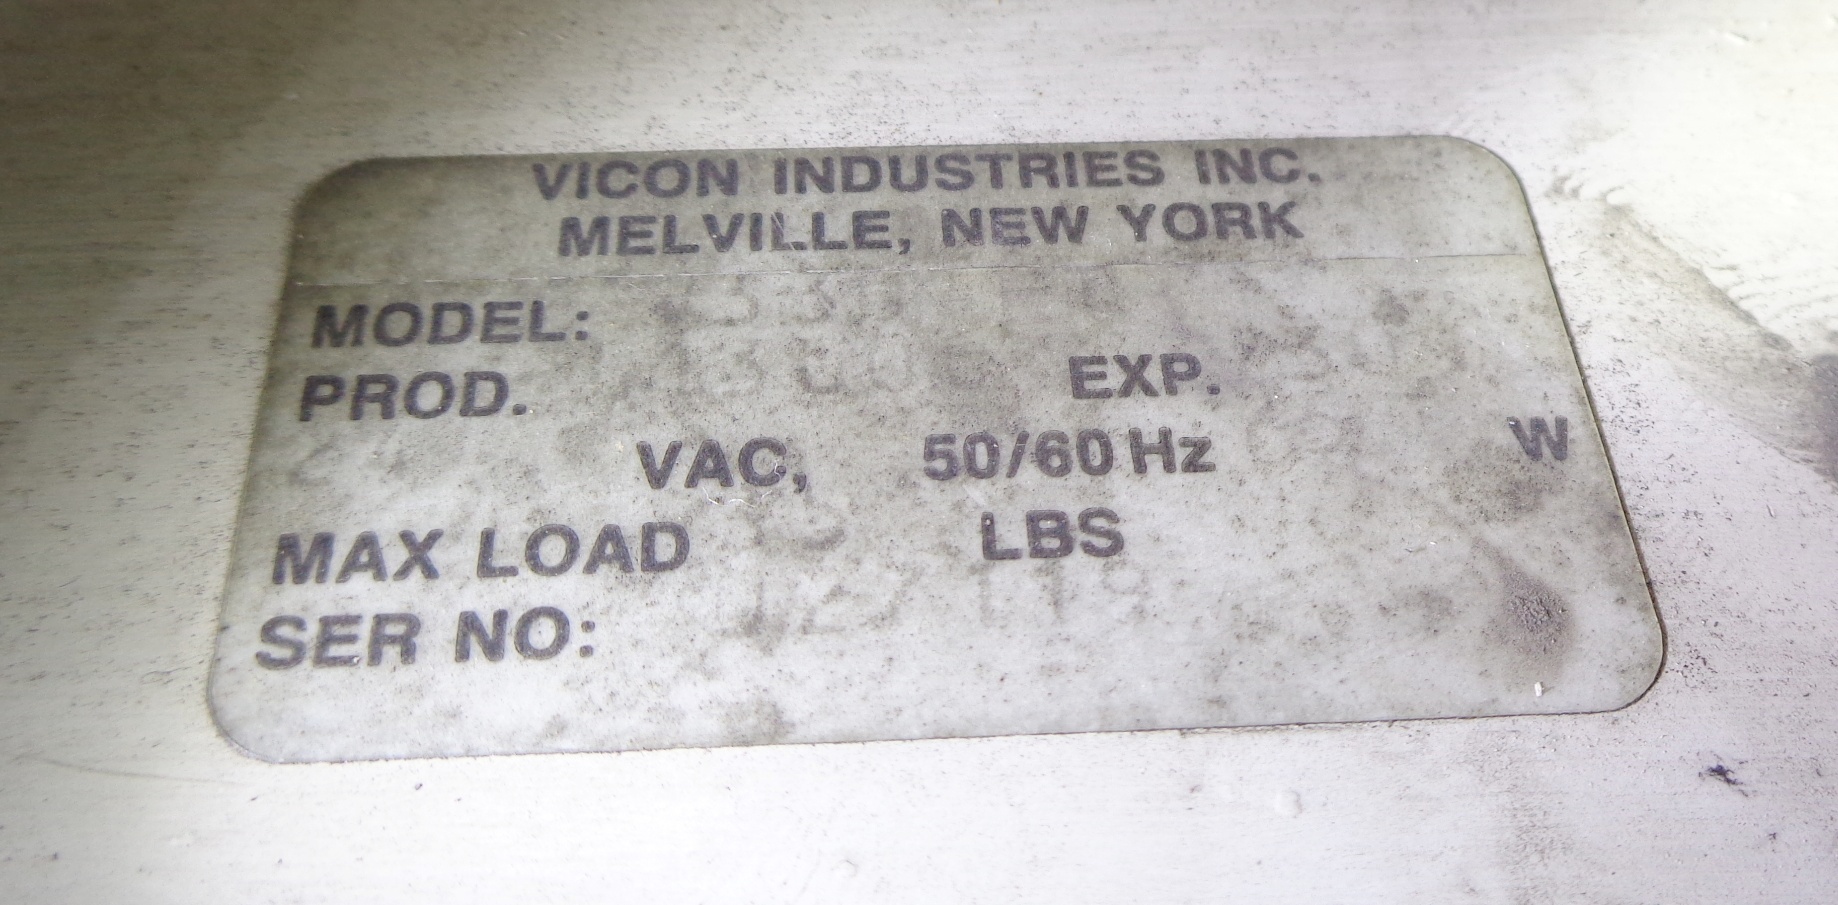 VICON INDUSTRIES INC.
MELVILLE, NEW YORK
MODEL:
PROD. EXP.
VAC, 50/60 Hz W
MAX LOAD LBS
SER NO: